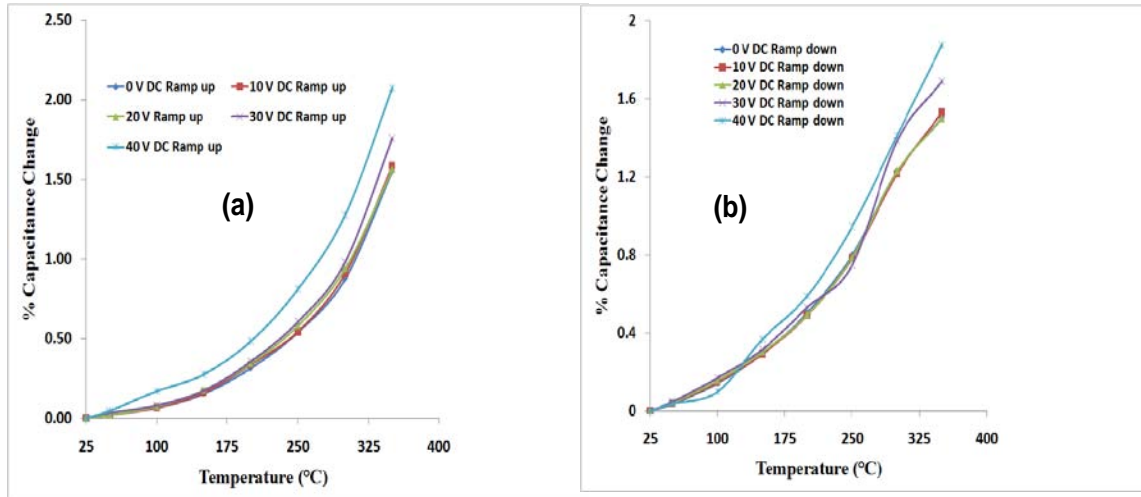 2.50
2.00
1.50
1.00
0.50
0.00
% Capacitance Change
0 V DC Ramp up
10 V DC Ramp up
20 V Ramp up
30 V DC Ramp up
40 V DC Ramp up
(a)
25
100
175
250
325
400
Temperature (°C)
2
1.6
1.2
0.8
0.4
0
% Capacitance Change
0 V DC Ramp down
10 V DC Ramp down
20 V DC Ramp down
30 V DC Ramp down
40 V DC Ramp down
(b)
25
100
175
250
325
400
Temperature (°C)